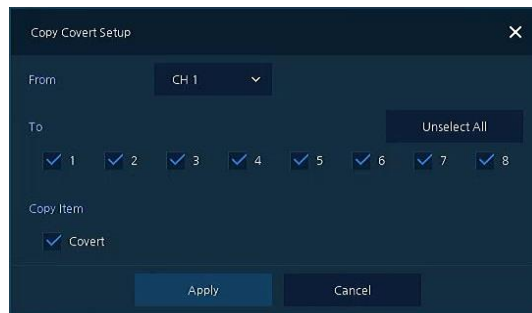 Copy Covert Setup
From CH 1
To Unselect All
1 2 3 4 5 6 7 8
Copy Item
Covert
Apply Cancel